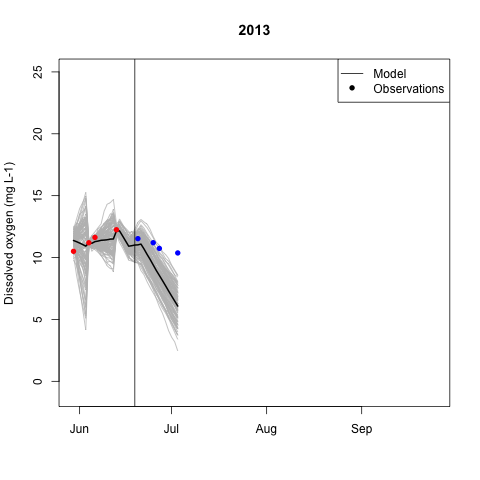 2013
Dissolved oxygen (mg L-1)
25
20
15
10
5
0
Model
Observations
Jun
Jul
Aug
Sep